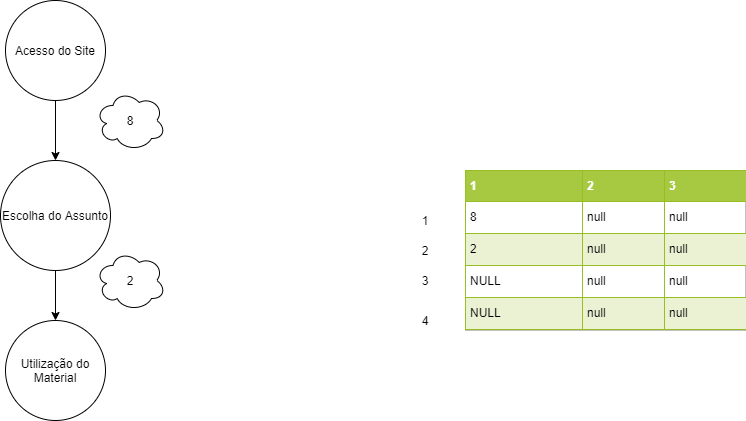 Acesso do Site
8
Escolha do Assunto
2
Utilização do
Material
1 2 3
1 8 null null
2 2 null null
3 NULL null null
4 NULL null null